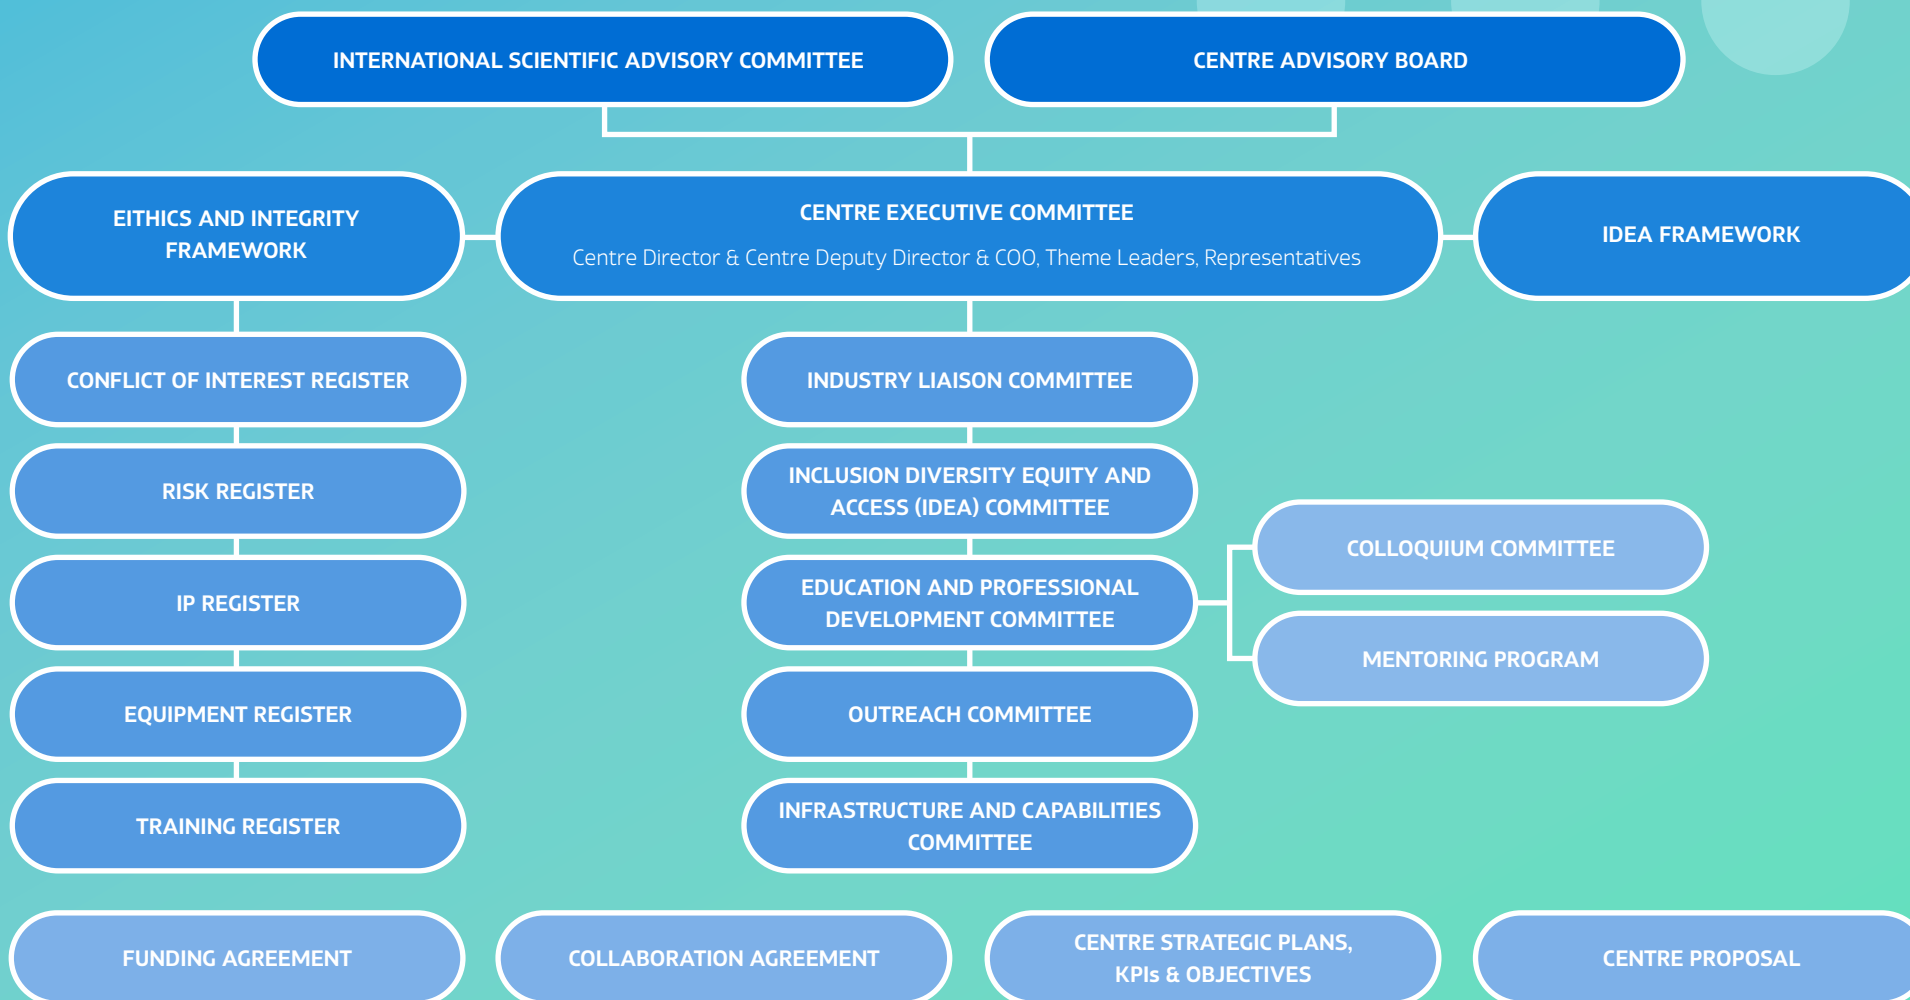 INTERNATIONAL SCIENTIFIC ADVISORY COMMITTEE
CENTRE ADVISORY BOARD
EITHICS AND INTEGRITY
FRAMEWORK
CENTRE EXECUTIVE COMMITTEE
Centre Director & Centre Deputy Director & COO, Theme Leaders, Representatives
IDEA FRAMEWORK
CONFLICT OF INTEREST REGISTER
RISK REGISTER
IP REGISTER
EQUIPMENT REGISTER
TRAINING REGISTER
INDUSTRY LIAISON COMMITTEE
INCLUSION DIVERSITY EQUITY AND
ACCESS (IDEA) COMMITTEE
EDUCATION AND PROFESSIONAL
DEVELOPMENT COMMITTEE
OUTREACH COMMITTEE
INFRASTRUCTURE AND CAPABILITIES
COMMITTEE
COLLOQUIUM COMMITTEE
MENTORING PROGRAM
FUNDING AGREEMENT
COLLABORATION AGREEMENT
CENTRE STRATEGIC PLANS,
KPIs & OBJECTIVES
CENTRE PROPOSAL